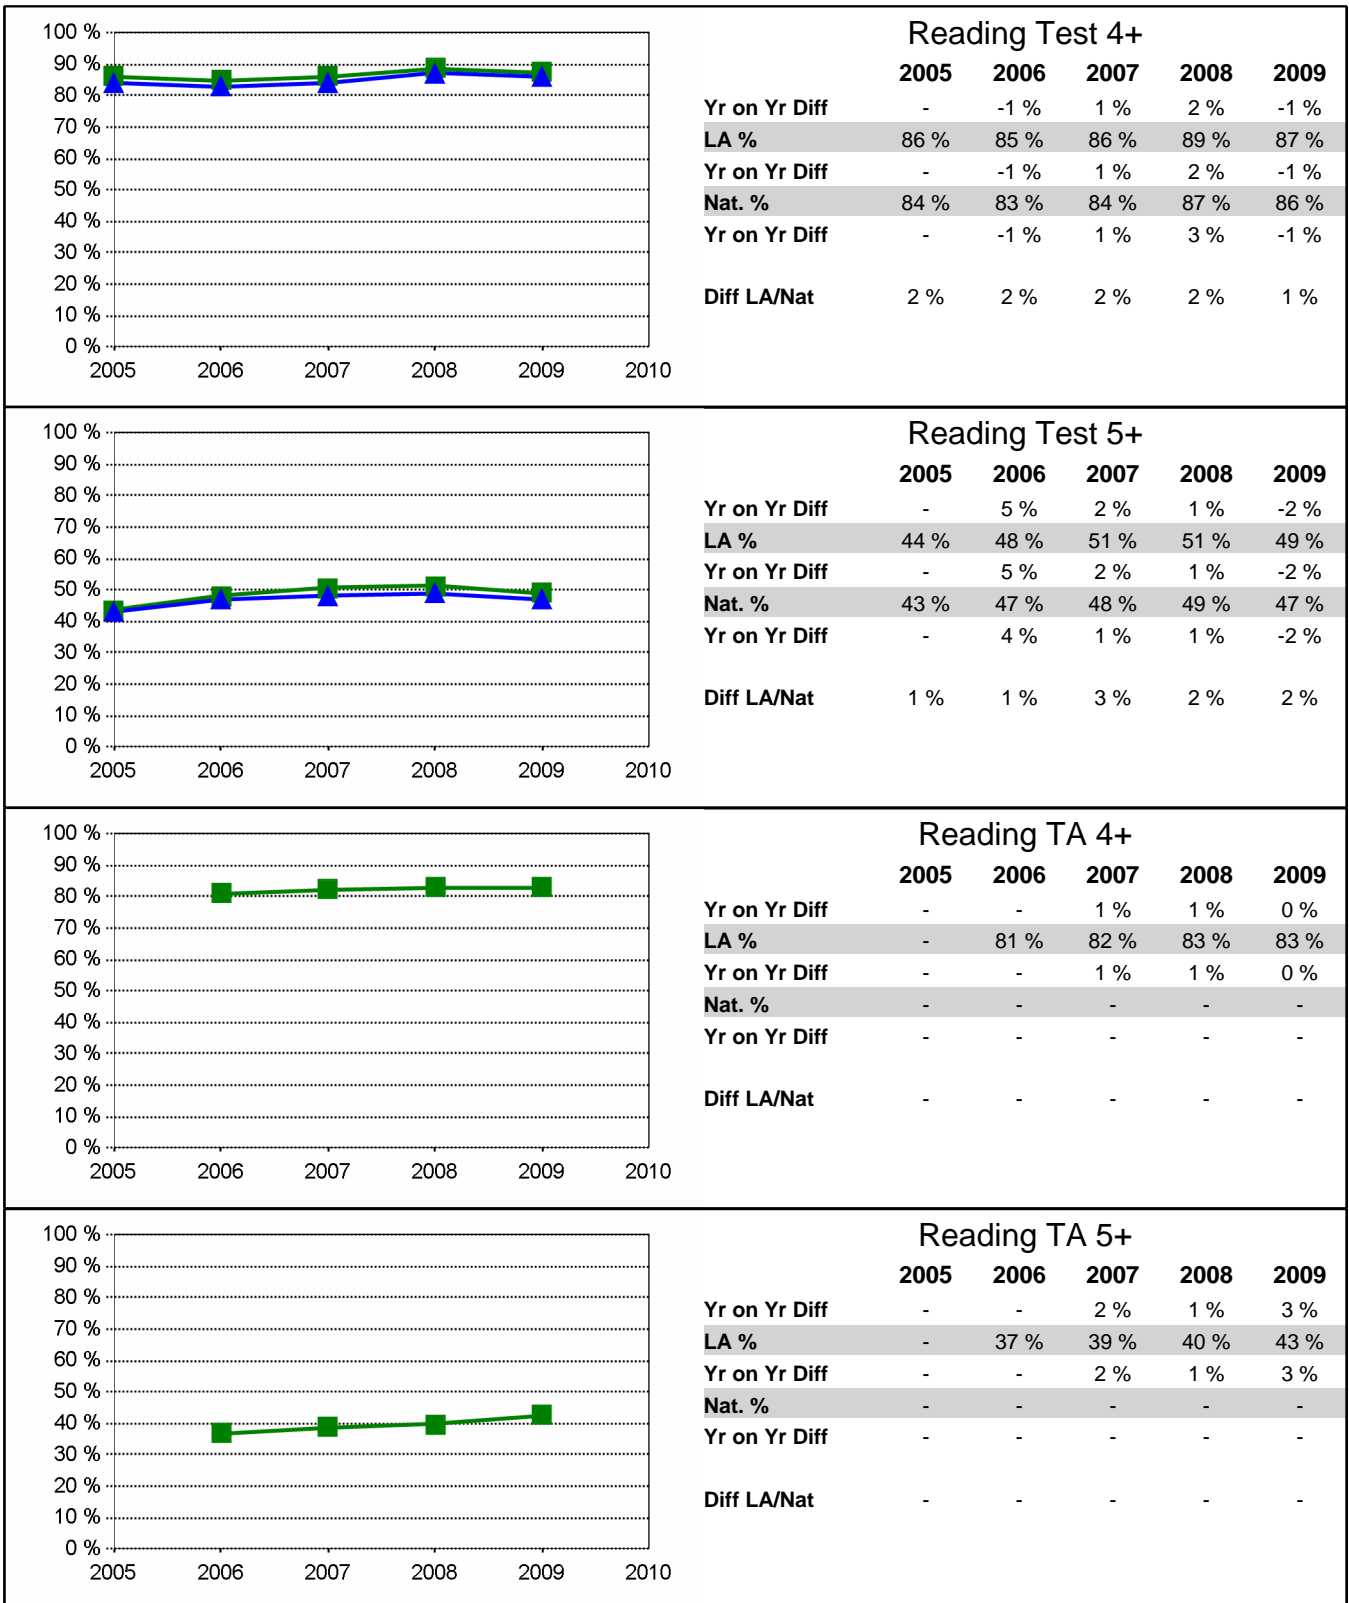 100 %
90 %
80 %
70 %
60 %
50 %
40 %
30 %
20 %
10 %
0 %
2005 2006 2007 2008 2009 2010
Reading Test 4+
2005 2006 2007 2008 2009
Yr on Yr Diff - -1 % 1 % 2 % -1 %
LA % 86 % 85 % 86 % 89 % 87 %
Yr on Yr Diff - -1 % 1 % 2 % -1 %
Nat. % 84 % 83 % 84 % 87 % 86 %
Yr on Yr Diff - -1 % 1 % 3 % -1 %
Diff LA/Nat 2 % 2 % 2 % 2 % 1 %
100 %
90 %
80 %
70 %
60 %
50 %
40 %
30 %
20 %
10 %
0 %
2005 2006 2007 2008 2009 2010
Reading Test 5+
2005 2006 2007 2008 2009
Yr on Yr Diff - 5 % 2 % 1 % -2 %
LA % 44 % 48 % 51 % 51 % 49 %
Yr on Yr Diff - 5 % 2 % 1 % -2 %
Nat. % 43 % 47 % 48 % 49 % 47 %
Yr on Yr Diff - 4 % 1 % 1 % -2 %
Diff LA/Nat 1 % 1 % 3 % 2 % 2 %
100 %
90 %
80 %
70 %
60 %
50 %
40 %
30 %
20 %
10 %
0 %
2005 2006 2007 2008 2009 2010
Reading TA 4+
2005 2006 2007 2008 2009
Yr on Yr Diff - - 1 % 1 % 0 %
LA % - 81 % 82 % 83 % 83 %
Yr on Yr Diff - - 1 % 1 % 0 %
Nat. % - - - - -
Yr on Yr Diff - - - - -
Diff LA/Nat - - - - -
100 %
90 %
80 %
70 %
60 %
50 %
40 %
30 %
20 %
10 %
0 %
2005 2006 2007 2008 2009 2010
Reading TA 5+
2005 2006 2007 2008 2009
Yr on Yr Diff - - 2 % 1 % 3 %
LA % - 37 % 39 % 40 % 43 %
Yr on Yr Diff - - 2 % 1 % 3 %
Nat. % - - - - -
Yr on Yr Diff - - - - -
Diff LA/Nat - - - - -